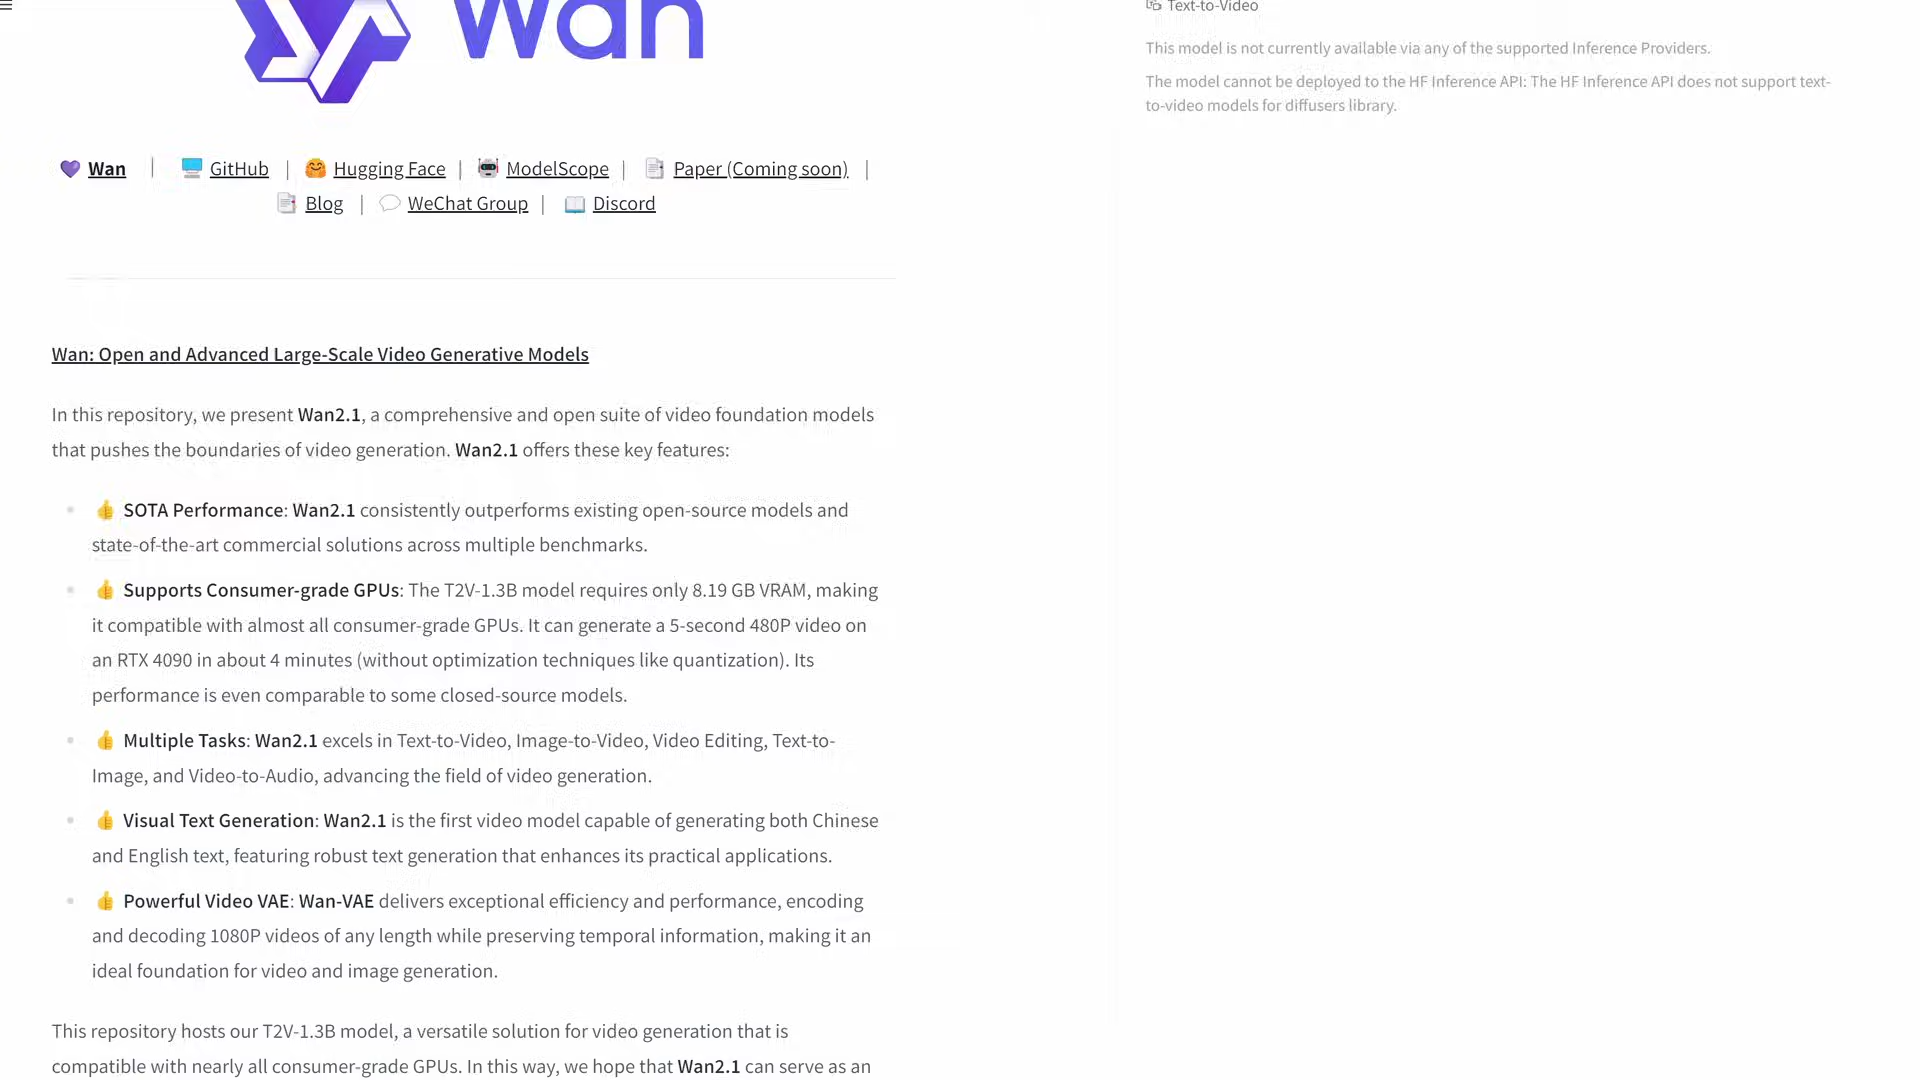 Wan
Text-to-Video
This model is not currently available via any of the supported Inference Providers.
The model cannot be deployed to the HF Inference API: The HF Inference API does not support text-
to-video models for diffusers library.
💜 Wan | 🖥️ GitHub | 🤗 Hugging Face | 🤖 ModelScope | 📑 Paper (Coming soon) |
📑 Blog | 💬 WeChat Group | 📖 Discord
Wan: Open and Advanced Large-Scale Video Generative Models
In this repository, we present Wan2.1, a comprehensive and open suite of video foundation models
that pushes the boundaries of video generation. Wan2.1 offers these key features:
👍 SOTA Performance: Wan2.1 consistently outperforms existing open-source models and
state-of-the-art commercial solutions across multiple benchmarks.
👍 Supports Consumer-grade GPUs: The T2V-1.3B model requires only 8.19 GB VRAM, making
it compatible with almost all consumer-grade GPUs. It can generate a 5-second 480P video on
an RTX 4090 in about 4 minutes (without optimization techniques like quantization). Its
performance is even comparable to some closed-source models.
👍 Multiple Tasks: Wan2.1 excels in Text-to-Video, Image-to-Video, Video Editing, Text-to-
Image, and Video-to-Audio, advancing the field of video generation.
👍 Visual Text Generation: Wan2.1 is the first video model capable of generating both Chinese
and English text, featuring robust text generation that enhances its practical applications.
👍 Powerful Video VAE: Wan-VAE delivers exceptional efficiency and performance, encoding
and decoding 1080P videos of any length while preserving temporal information, making it an
ideal foundation for video and image generation.
This repository hosts our T2V-1.3B model, a versatile solution for video generation that is
compatible with nearly all consumer-grade GPUs. In this way, we hope that Wan2.1 can serve as an